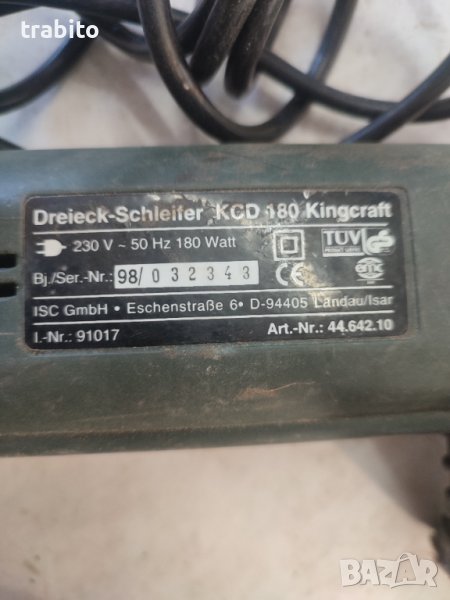 trabito
Dreieck-Schleifer KCD 180 Kingcraft
230 V ~ 50 Hz 180 Watt
TÜV
Bj./Ser.-Nr.: 98/032343
CE
ISC GmbH • Eschenstraße 6 • D-94405 Landau/Isar
I.-Nr.: 91017
Art.-Nr.: 44.642.10
BAZAR